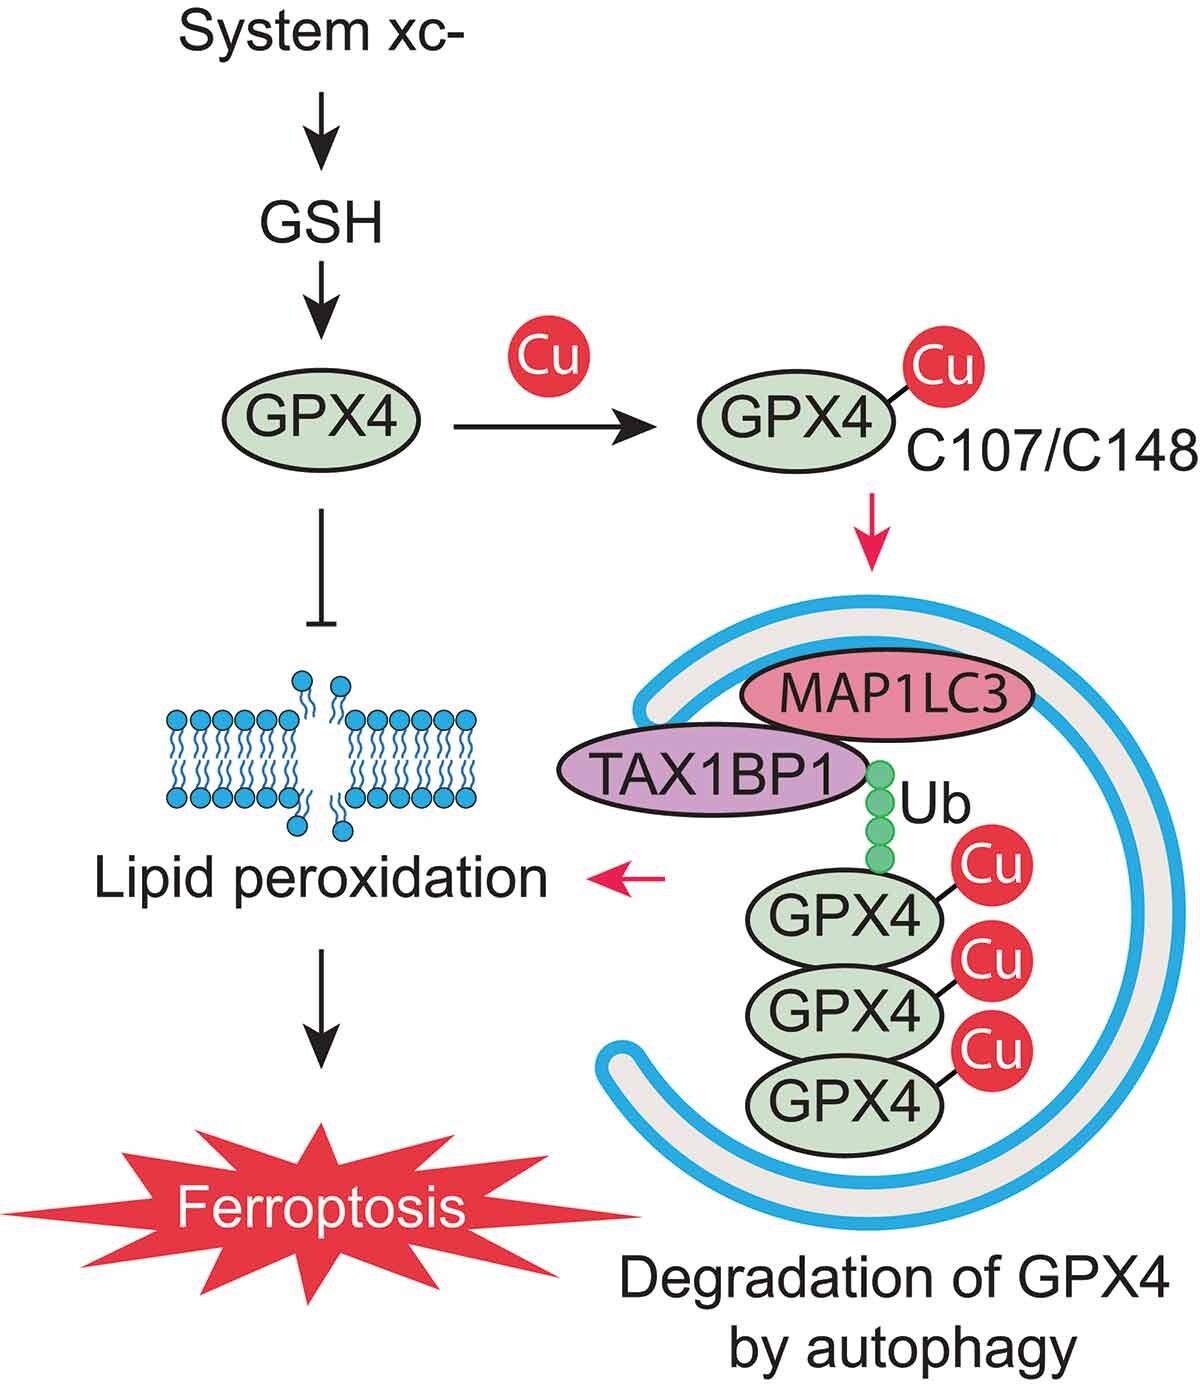 System xc-
GSH
GPX4
Cu
GPX4
Cu
C107/C148
MAP1LC3
TAX1BP1
Ub
Cu
GPX4
Cu
GPX4
Cu
GPX4
Lipid peroxidation
Ferroptosis
Degradation of GPX4
by autophagy